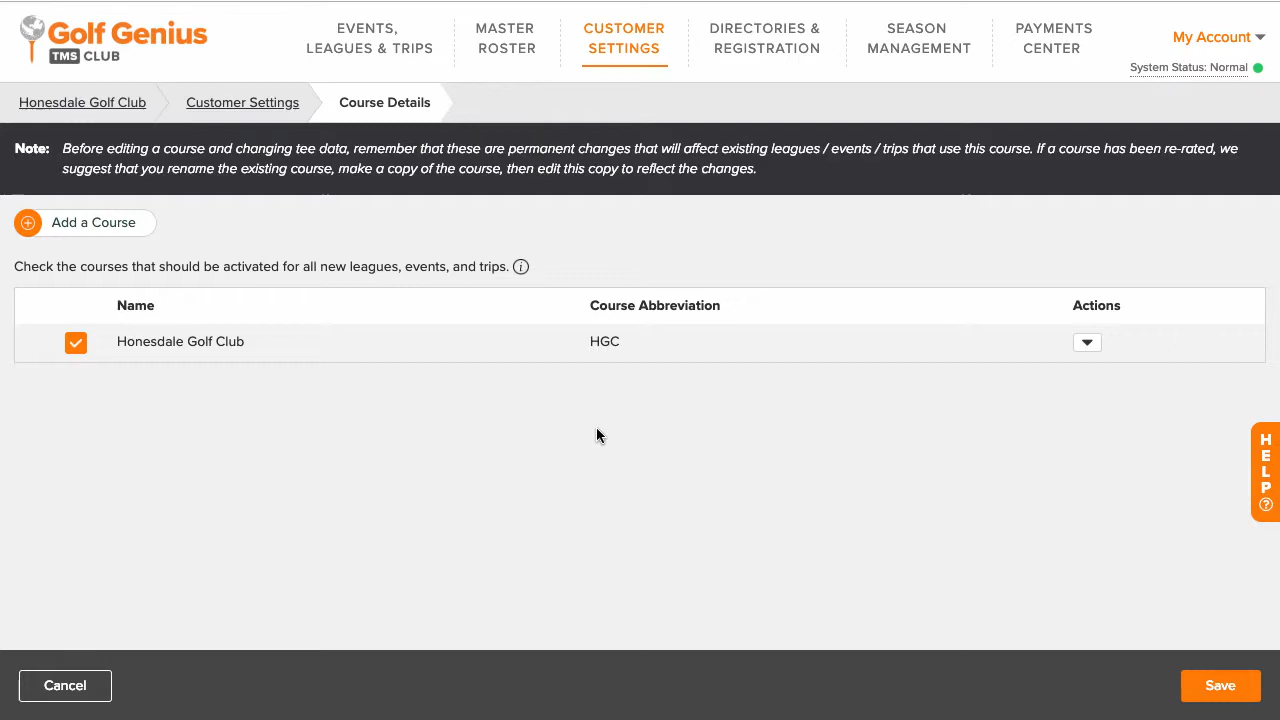 Golf Genius
TMS CLUB
EVENTS,
LEAGUES & TRIPS
MASTER
ROSTER
CUSTOMER
SETTINGS
DIRECTORIES &
REGISTRATION
SEASON
MANAGEMENT
PAYMENTS
CENTER
My Account
System Status: Normal
Honesdale Golf Club
Customer Settings
Course Details
Note: Before editing a course and changing tee data, remember that these are permanent changes that will affect existing leagues / events / trips that use this course. If a course has been re-rated, we
suggest that you rename the existing course, make a copy of the course, then edit this copy to reflect the changes.
Add a Course
Check the courses that should be activated for all new leagues, events, and trips.
Name Course Abbreviation Actions
Honesdale Golf Club HGC
HELP
Cancel
Save